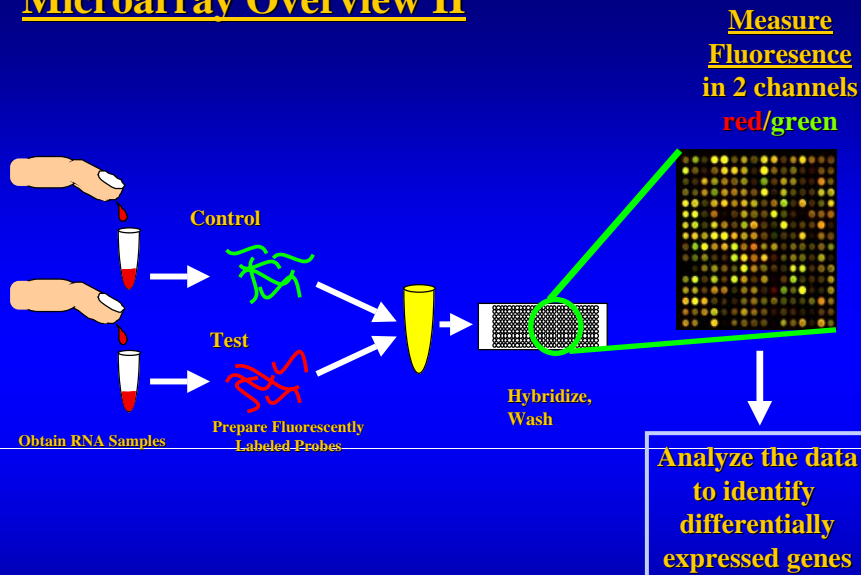 Microarray Overview II
Measure
Fluoresence
in 2 channels
red/green
Control
Test
Obtain RNA Samples
Prepare Fluorescently
Labeled Probes
Hybridize,
Wash
Analyze the data
to identify
differentially
expressed genes